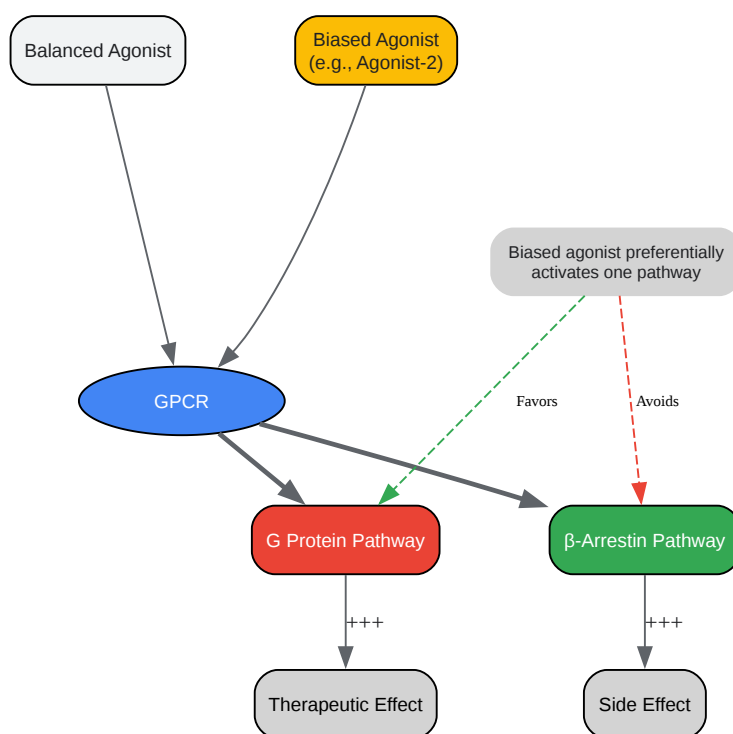 Balanced Agonist
Biased Agonist
(e.g., Agonist-2)
Biased agonist preferentially
activates one pathway
GPCR
Favors
Avoids
G Protein Pathway
β-Arrestin Pathway
+++
+++
Therapeutic Effect
Side Effect